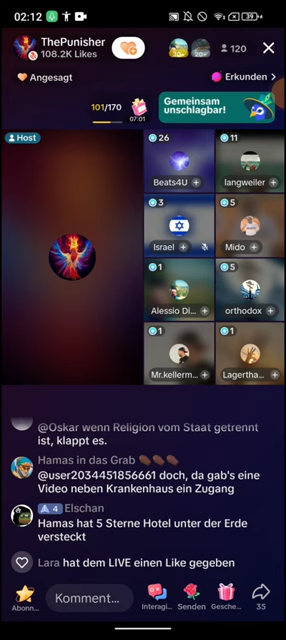 02:12
39
ThePunisher
108.2K Likes
20+
20+
120
Angesagt
Erkunden >
101/170
07:01
Gemeinsam
unschlagbar!
Host
26
Beats4U +
11
langweiler +
3
Israel +
5
Mido +
1
Alessio Di... +
5
orthodox +
1
Mr.kellerm... +
1
Lagertha... +
@Oskar wenn Religion vom Staat getrennt
ist, klappt es.
Hamas in das Grab
@user2034451856661 doch, da gab's eine
Video neben Krankenhaus ein Zugang
4 Elschan
Hamas hat 5 Sterne Hotel unter der Erde
versteckt
Lara hat dem LIVE einen Like gegeben
Komment...
Abonn...
Interagi...
Senden
Gesche...
35